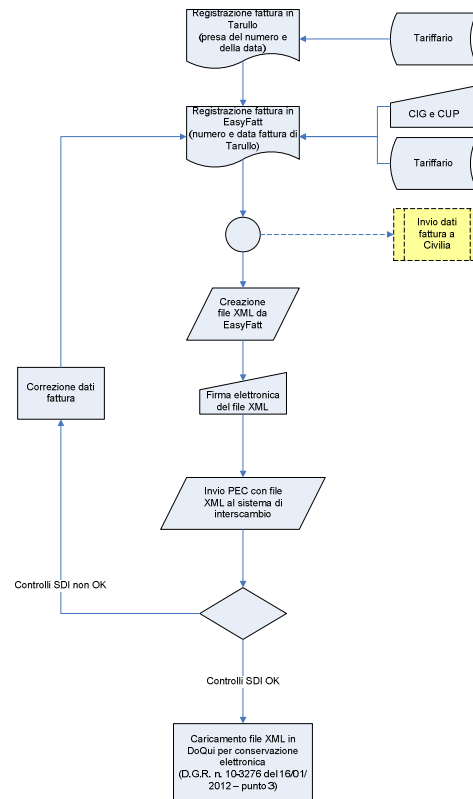 Registrazione fattura in
Tarullo
(presa del numero e
della data)
Tariffario
Registrazione fattura in
EasyFatt
(numero e data fattura di
Tarullo)
CIG e CUP
Tariffario
Invio dati
fattura a
Civilia
Creazione
file XML da
EasyFatt
Correzione dati
fattura
Firma elettronica
del file XML
Invio PEC con file
XML al sistema di
interscambio
Controlli SDI non OK
Controlli SDI OK
Caricamento file XML in
DoQui per conservazione
elettronica
(D.G.R. n. 10-3276 del 16/01/
2012 – punto 3)